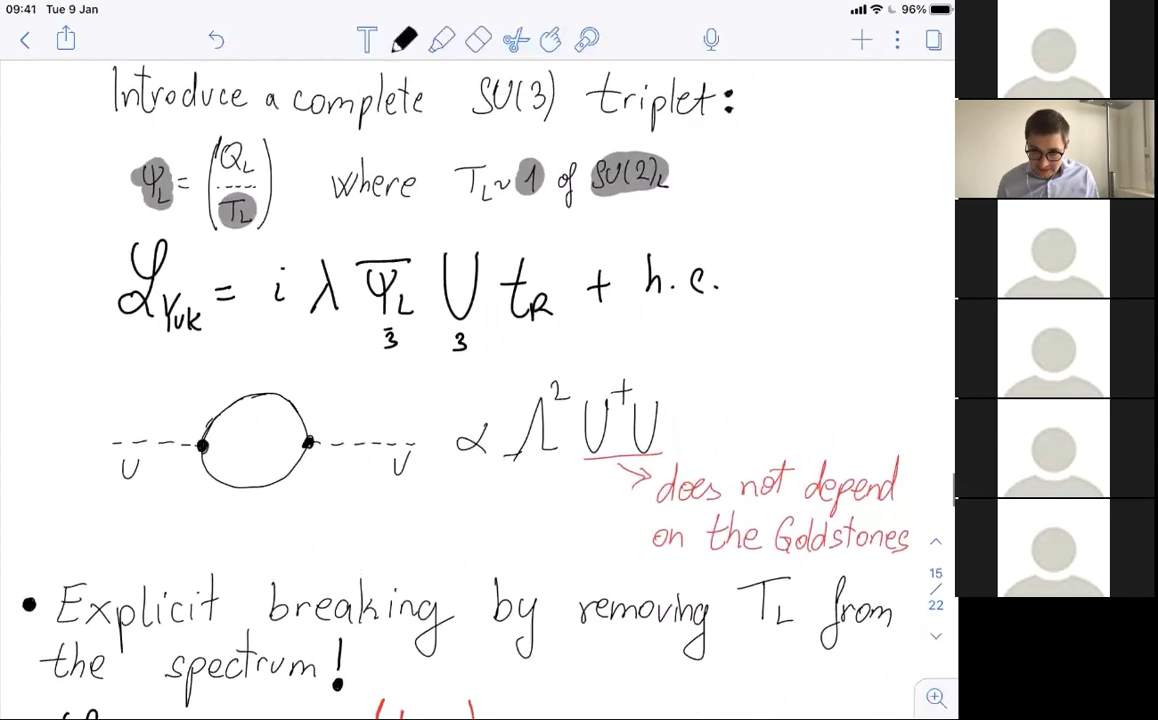 09:41 Tue 9 Jan 96%
Introduce a complete SU(3) triplet:
Ψ_L = (Q_L / T_L) where T_L ~ 1 of SU(2)_L
ℒ_Yuk = i λ Ψ̄_L U t_R + h.c.
3̄ 3
U U ∝ Λ² U†U
→ does not depend
on the Goldstones
15
/
22
• Explicit breaking by removing T_L from
the spectrum!